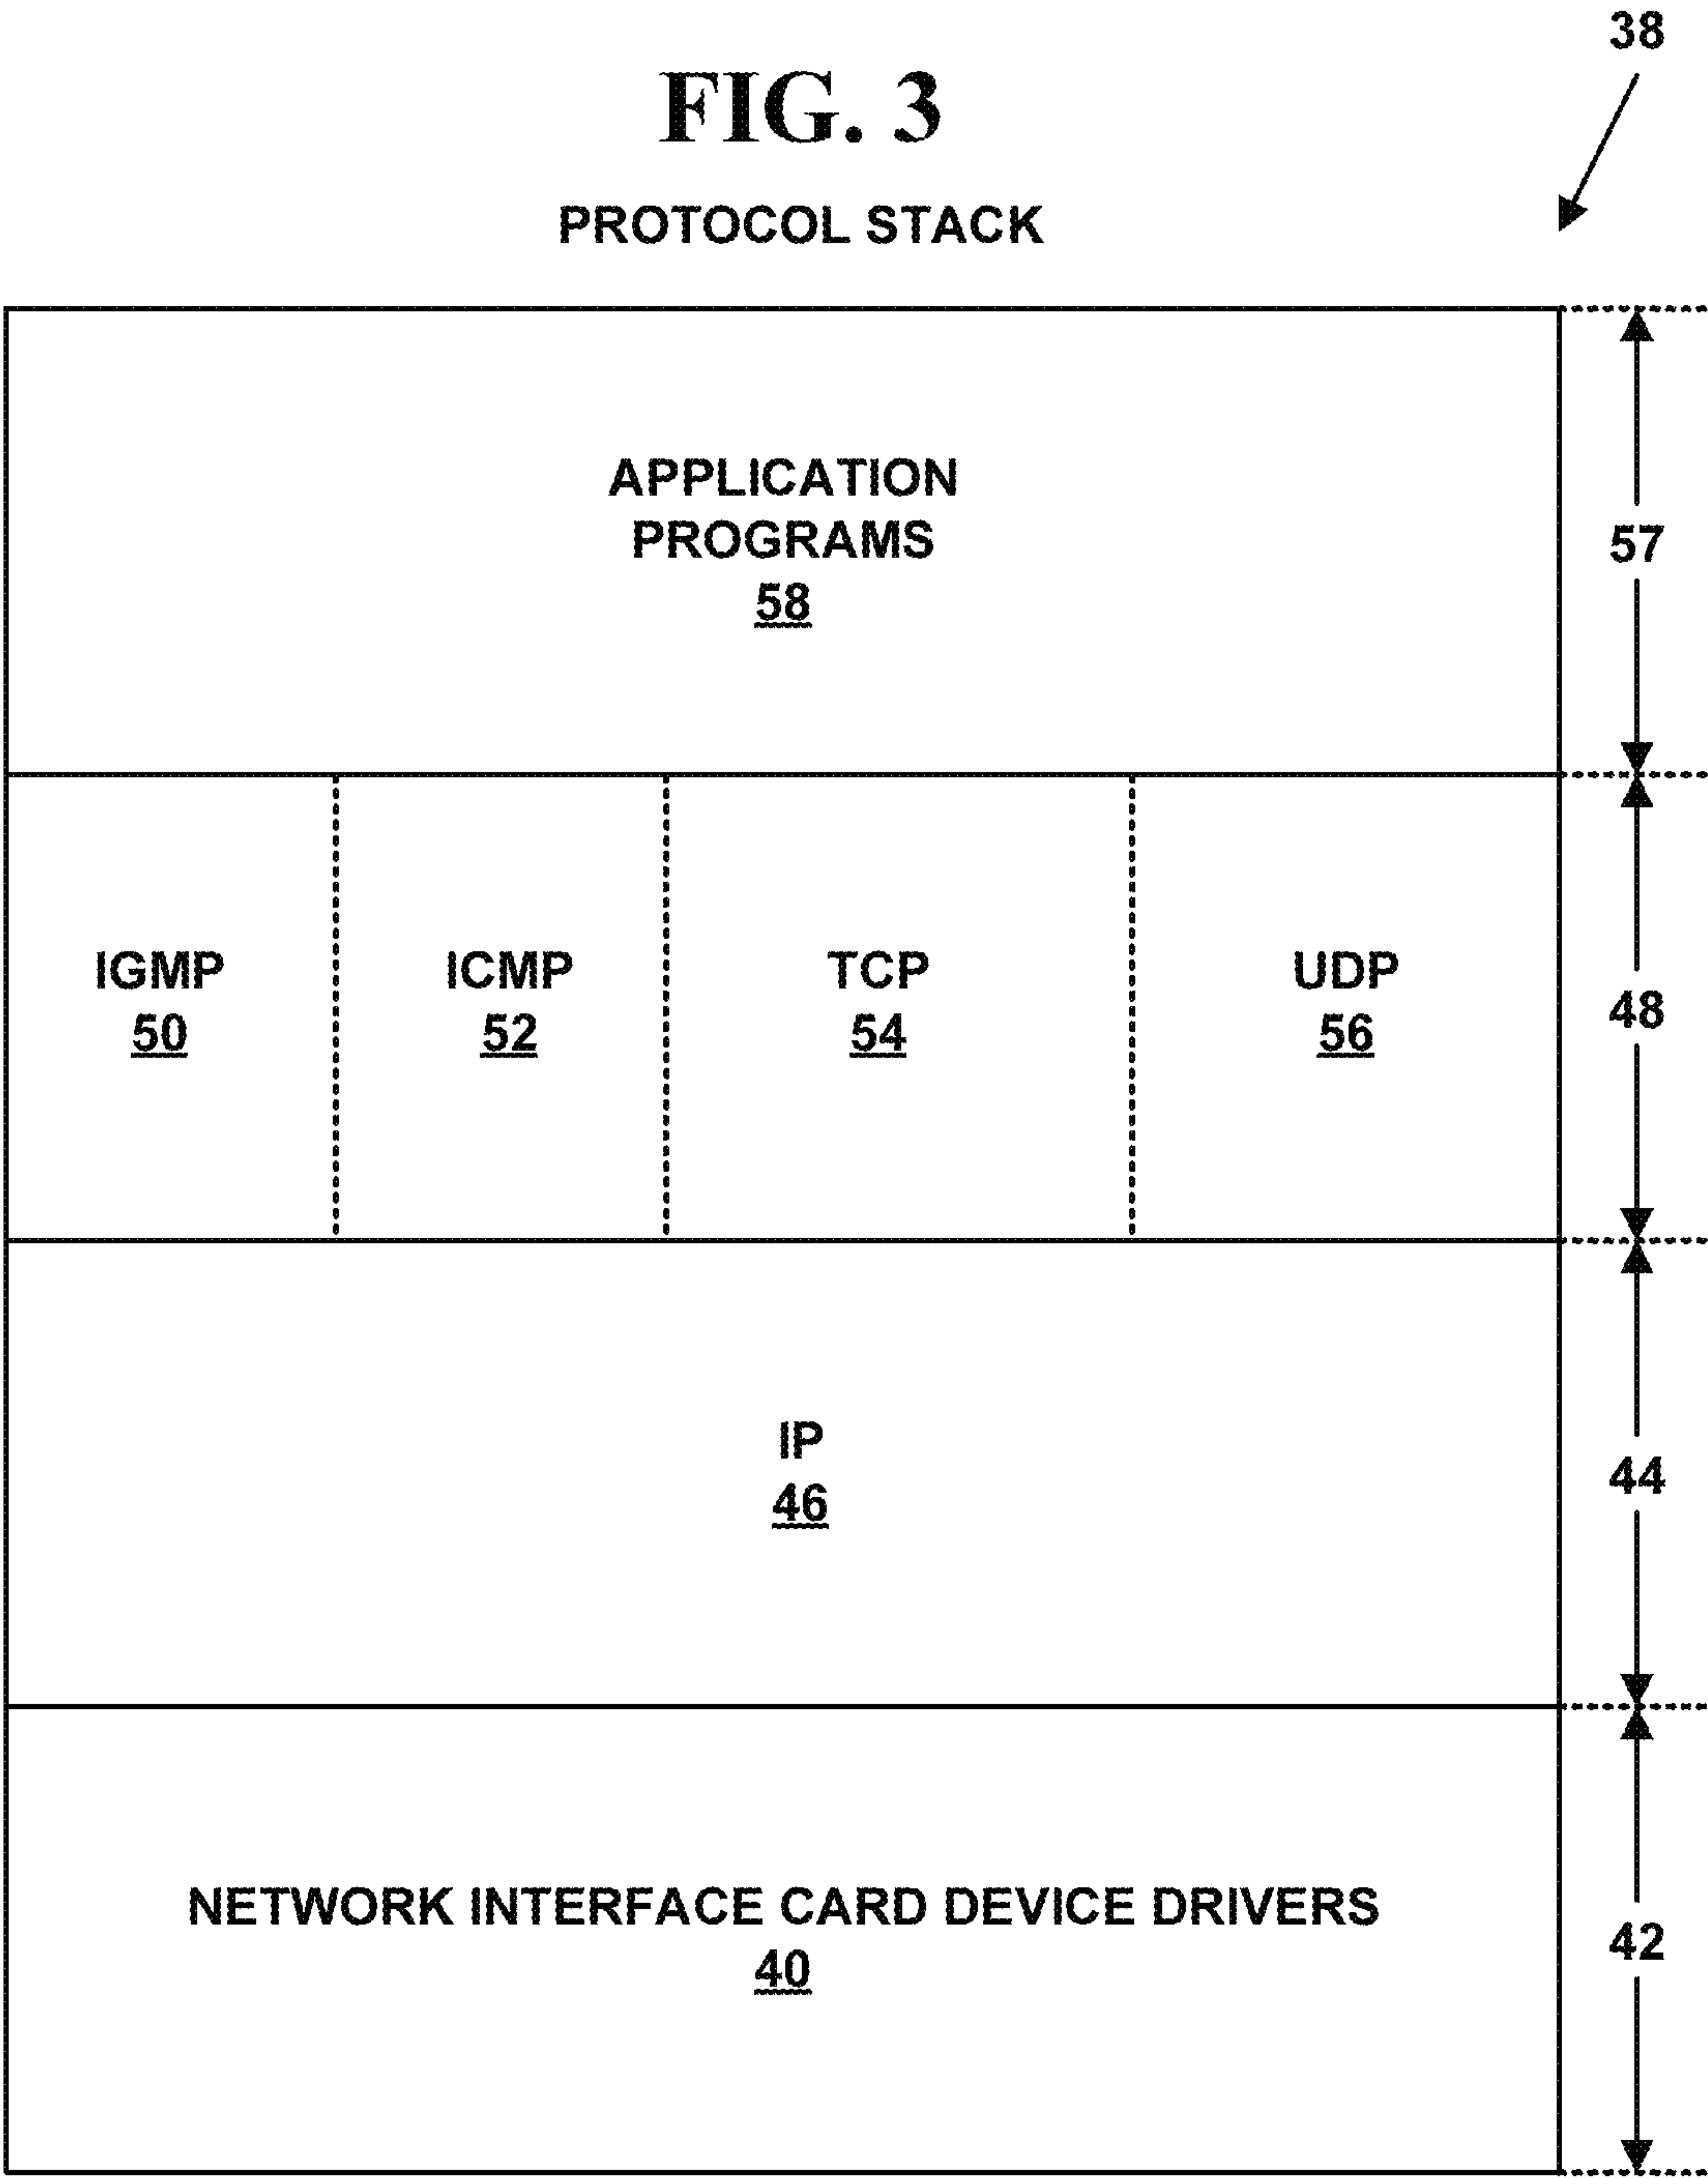 38
FIG. 3
PROTOCOL STACK
APPLICATION
PROGRAMS
58
57
IGMP
50
ICMP
52
TCP
54
UDP
56
48
IP
46
44
NETWORK INTERFACE CARD DEVICE DRIVERS
40
42